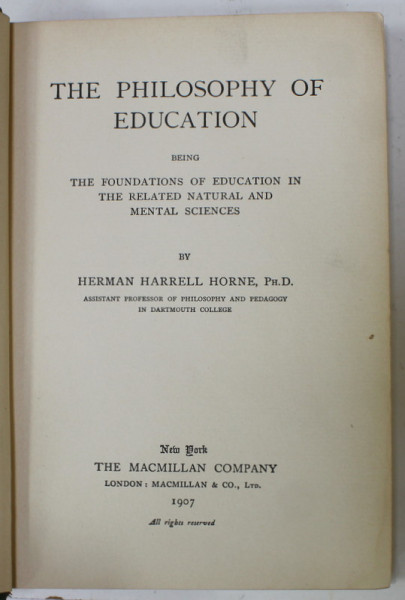 THE PHILOSOPHY OF
EDUCATION
BEING
THE FOUNDATIONS OF EDUCATION IN
THE RELATED NATURAL AND
MENTAL SCIENCES
BY
HERMAN HARRELL HORNE, PH.D.
ASSISTANT PROFESSOR OF PHILOSOPHY AND PEDAGOGY
IN DARTMOUTH COLLEGE
New York
THE MACMILLAN COMPANY
LONDON: MACMILLAN & CO., LTD.
1907
All rights reserved